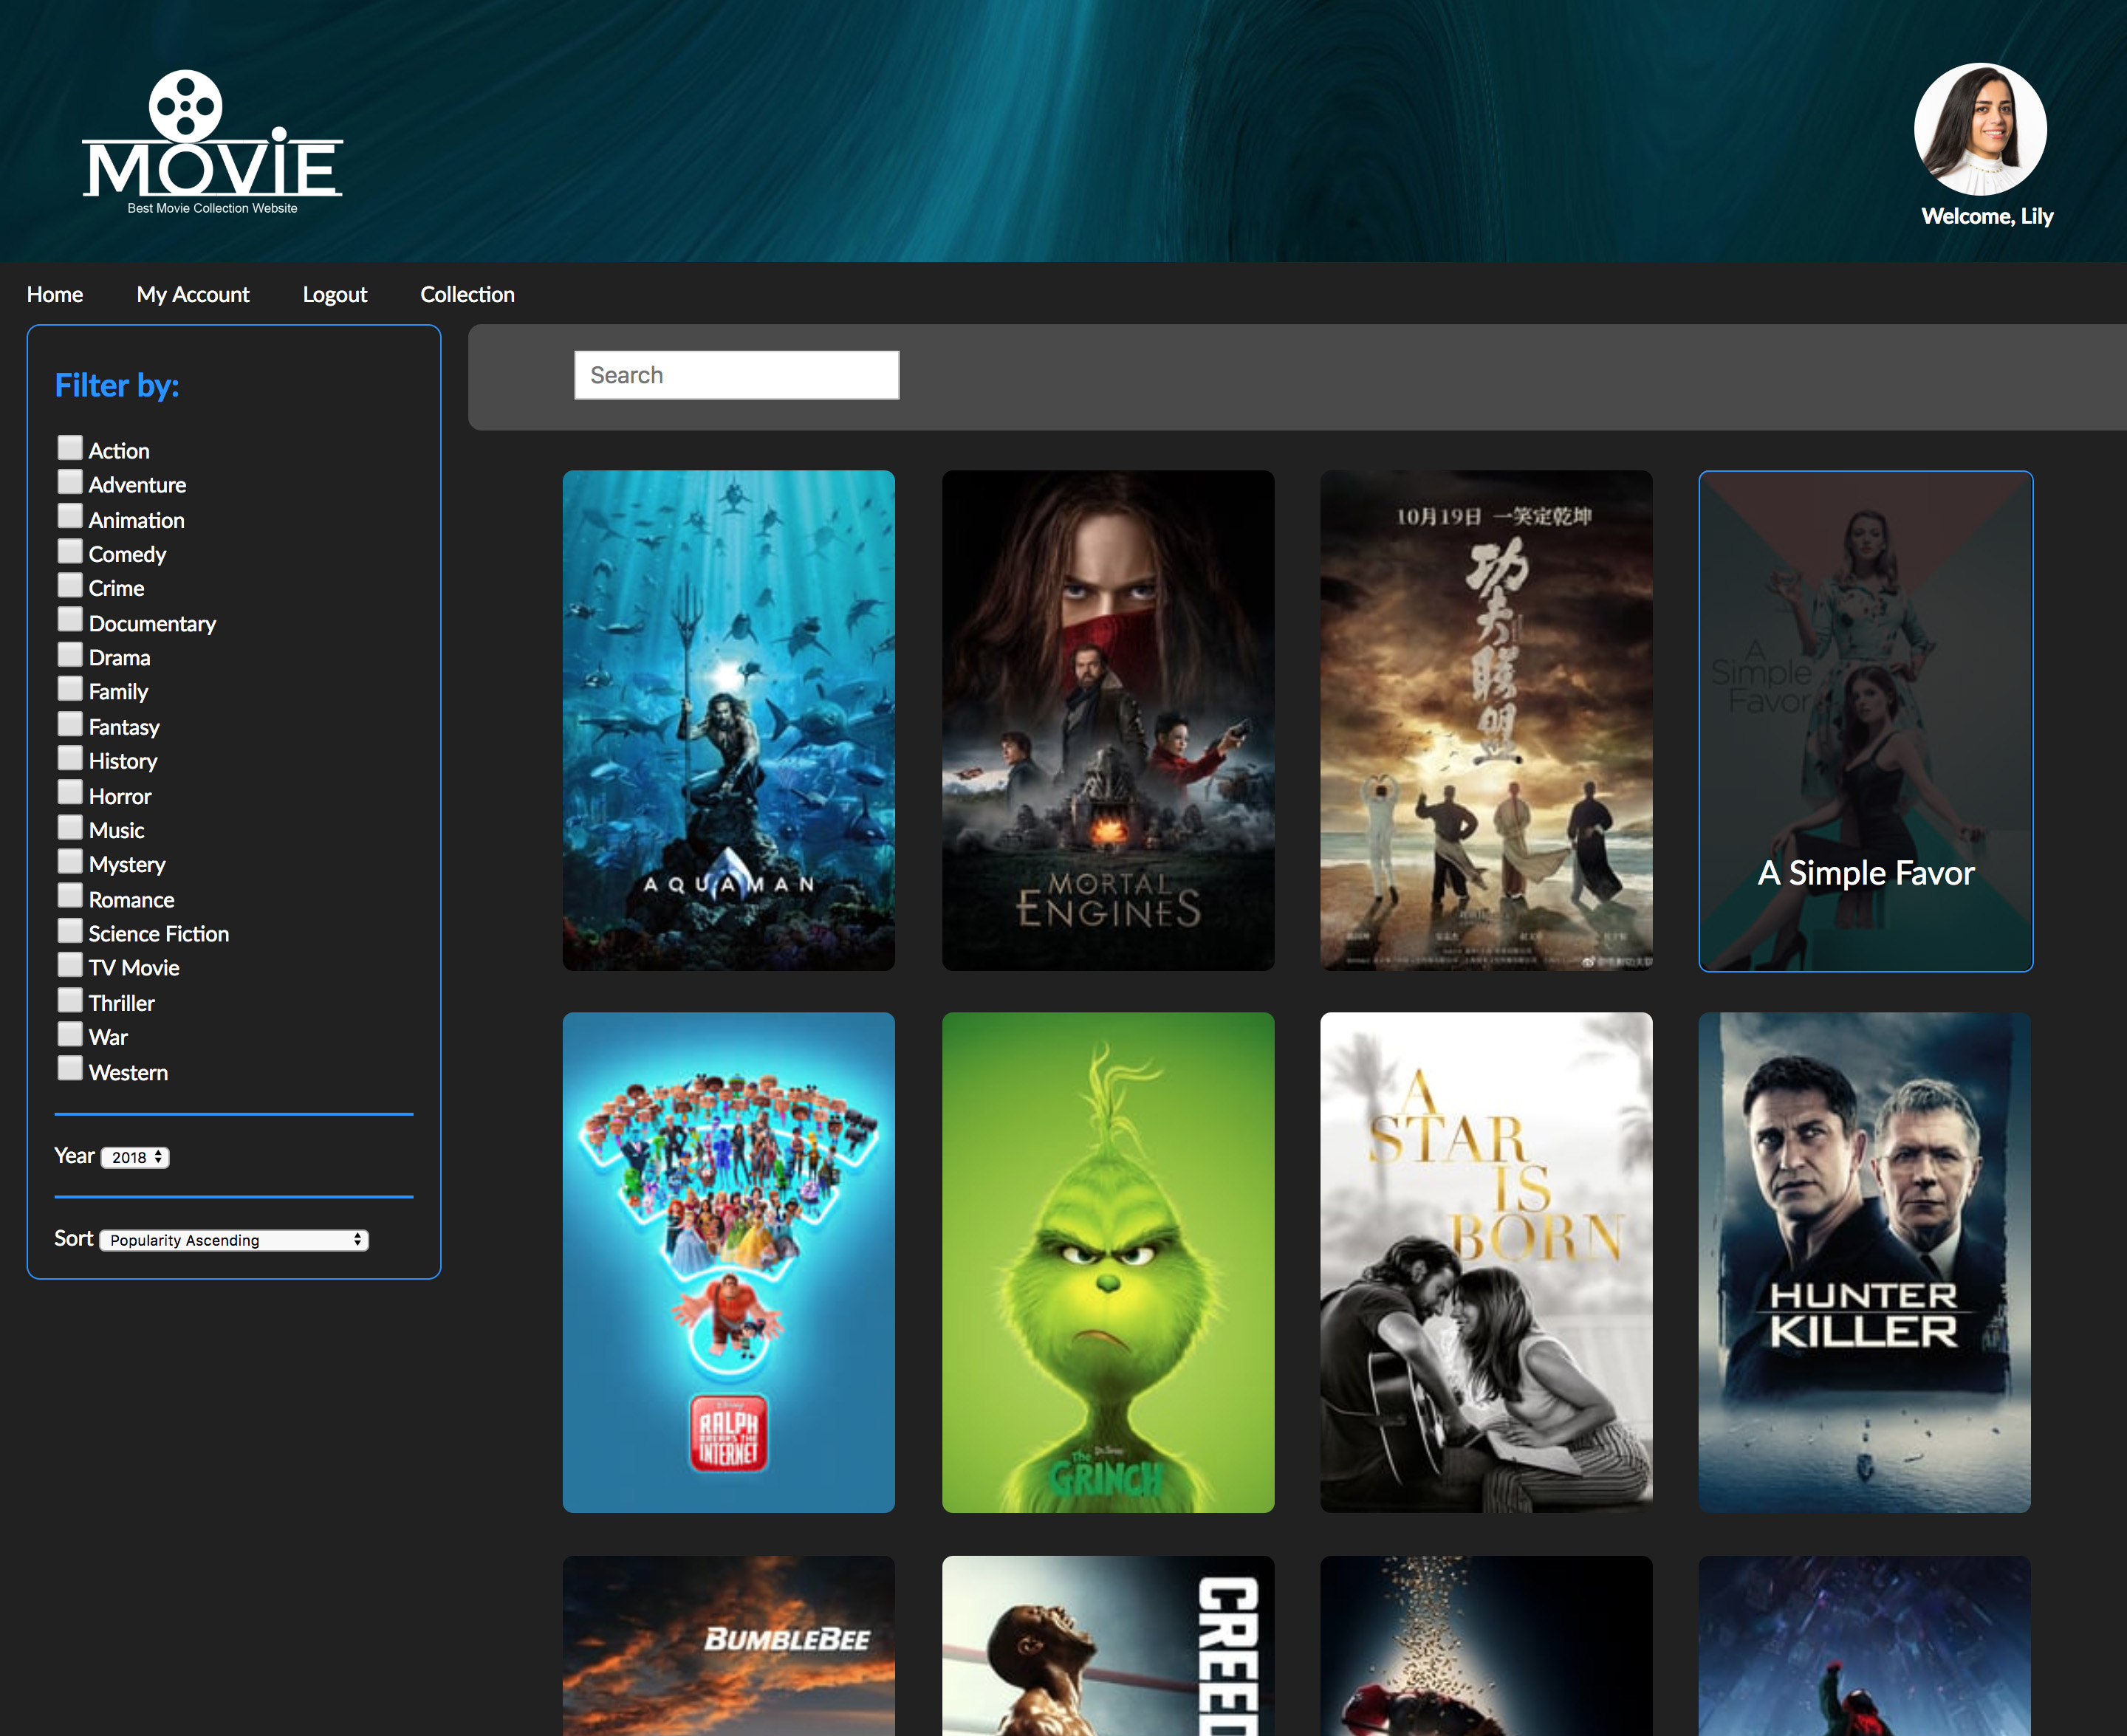 MOViE
Best Movie Collection Website
Welcome, Lily
Home
My Account
Logout
Collection
Filter by:
Action
Adventure
Animation
Comedy
Crime
Documentary
Drama
Family
Fantasy
History
Horror
Music
Mystery
Romance
Science Fiction
TV Movie
Thriller
War
Western
Year 2018
Sort Popularity Ascending
Search
AQUAMAN
MORTAL
ENGINES
10月19日 一笑定乾坤
功
夫
联
盟
A
Simple
Favor
A Simple Favor
Disney
RALPH
BREAKS THE
INTERNET
Dr. Seuss'
The
GRINCH
A
STAR
IS
BORN
HUNTER
KILLER
BUMBLEBEE
CREED